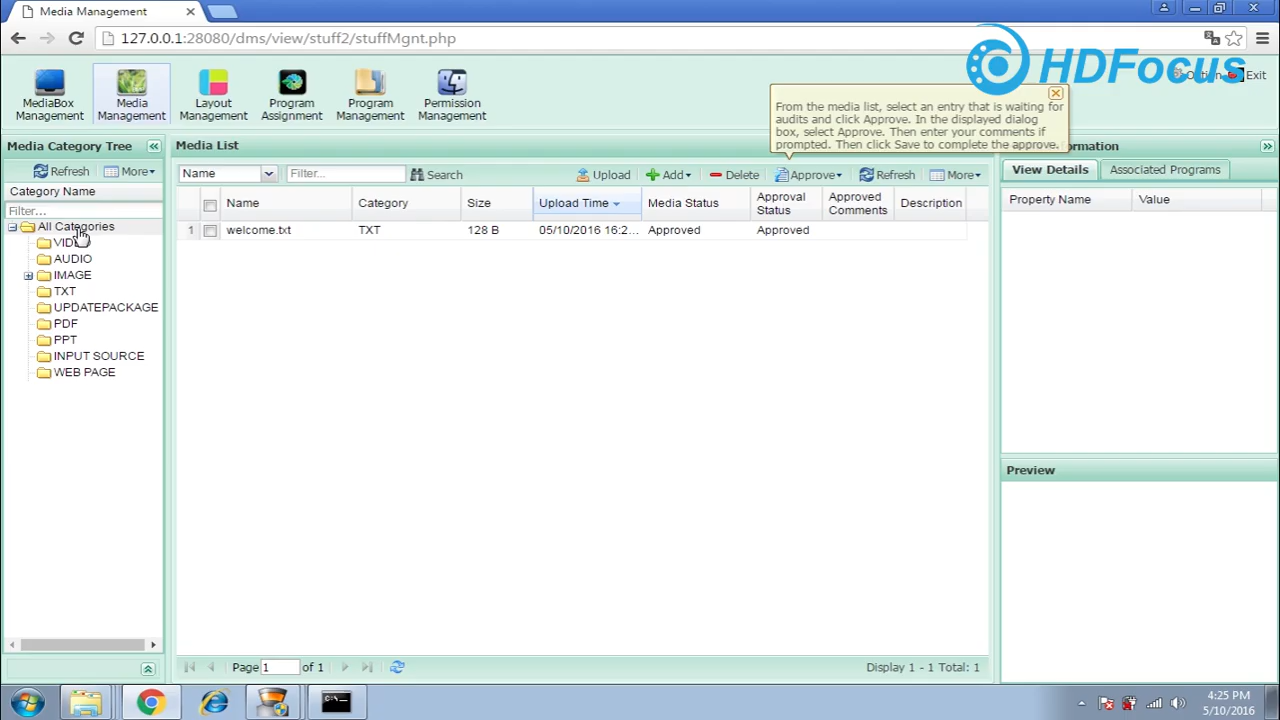 Media Management
127.0.0.1:28080/dms/view/stuff2/stuffMgnt.php
HDFocus
Exit
MediaBox
Management
Media
Management
Layout
Management
Program
Assignment
Program
Management
Permission
Management
From the media list, select an entry that is waiting for
audits and click Approve. In the displayed dialog
box, select Approve. Then enter your comments if
prompted. Then click Save to complete the approve.
Media Category Tree
Refresh
More
Category Name
Filter...
All Categories
AUDIO
IMAGE
TXT
UPDATEPACKAGE
PDF
PPT
INPUT SOURCE
WEB PAGE
Media List
Name
Filter...
Search
Upload
Add
Delete
Approve
Refresh
More
Name
Category
Size
Upload Time
Media Status
Approval
Status
Approved
Comments
Description
1 welcome.txt TXT 128 B 05/10/2016 16:2... Approved Approved
Page 1 of 1
Display 1 - 1 Total: 1
View Details
Associated Programs
Property Name
Value
Preview
C:\
4:25 PM
5/10/2016